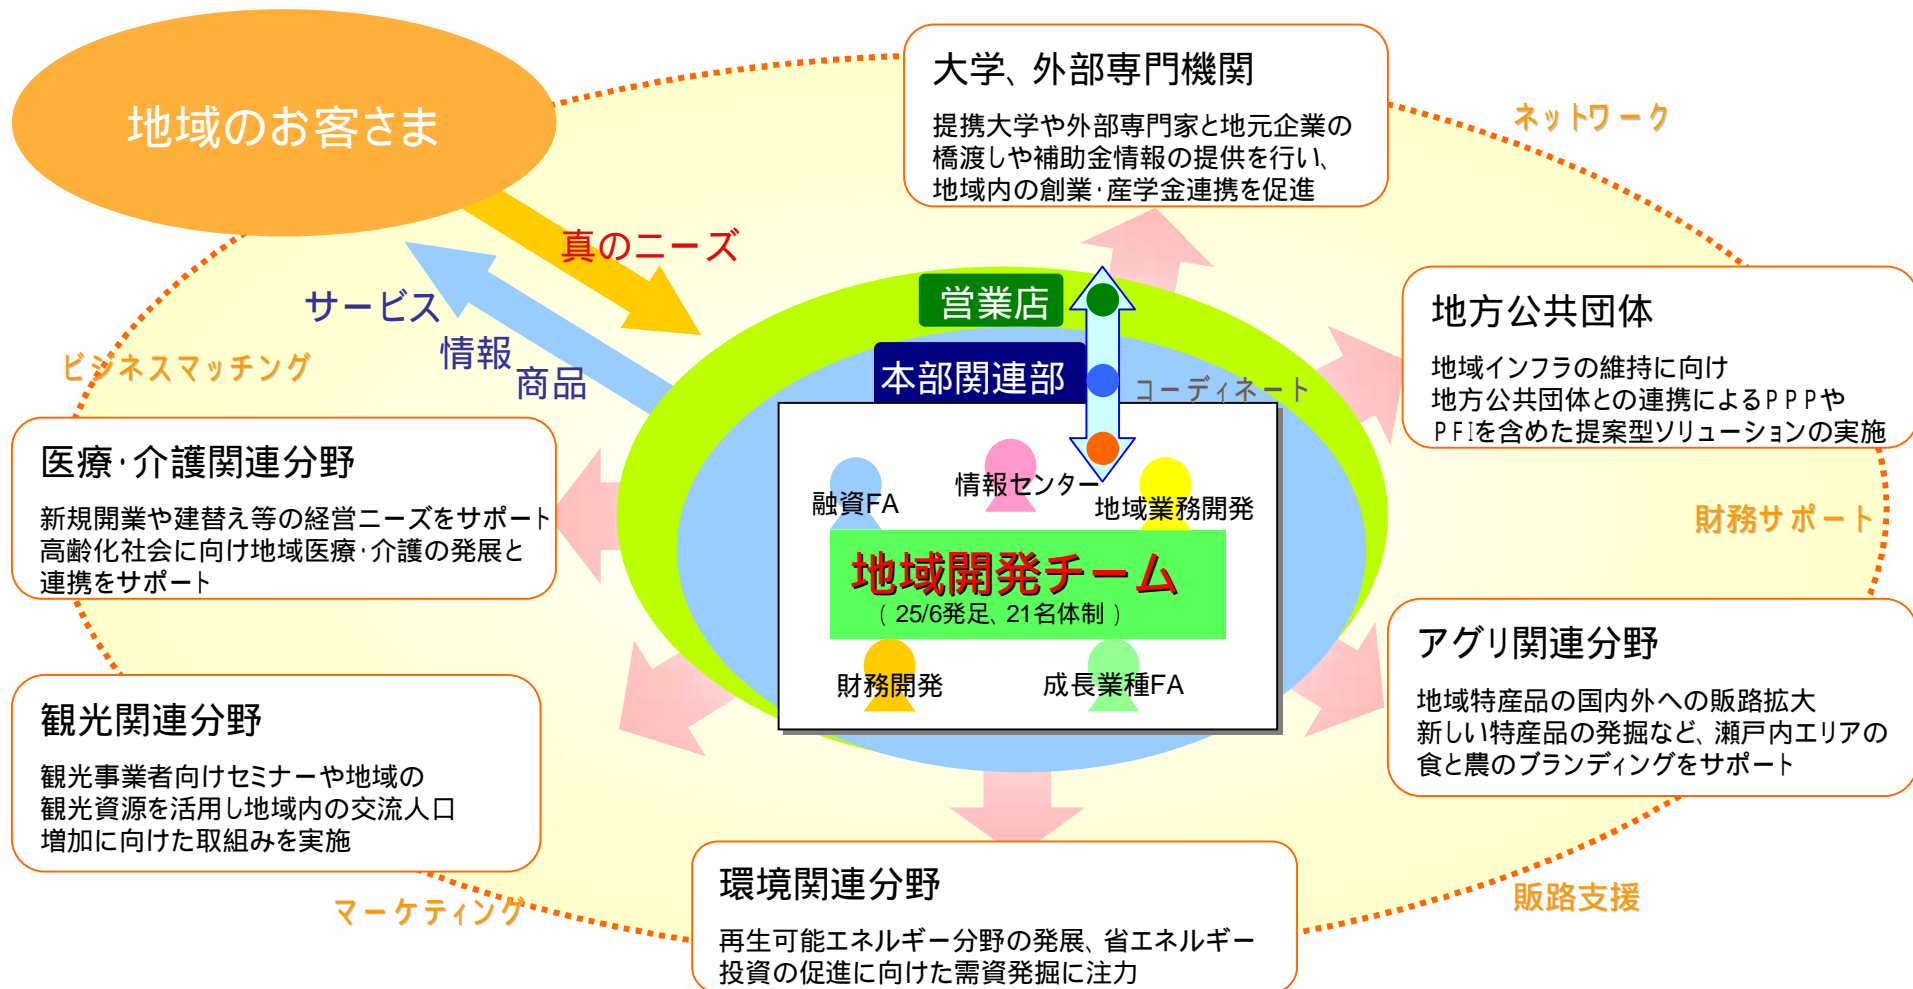 地域のお客さま
大学、外部専門機関
提携大学や外部専門家と地元企業の
橋渡しや補助金情報の提供を行い、
地域内の創業・産学金連携を促進
ネットワーク
真のニーズ
サービス
情報
商品
ビジネスマッチング
営業店
本部関連部
コーディネート
地方公共団体
地域インフラの維持に向け
地方公共団体との連携によるPPPや
PFIを含めた提案型ソリューションの実施
医療・介護関連分野
新規開業や建替え等の経営ニーズをサポート
高齢化社会に向け地域医療・介護の発展と
連携をサポート
融資FA
情報センター
地域業務開発
地域開発チーム
（25/6発足、21名体制）
財務開発
成長業種FA
財務サポート
アグリ関連分野
地域特産品の国内外への販路拡大
新しい特産品の発掘など、瀬戸内エリアの
食と農のブランディングをサポート
観光関連分野
観光事業者向けセミナーや地域の
観光資源を活用し地域内の交流人口
増加に向けた取組みを実施
マーケティング
環境関連分野
再生可能エネルギー分野の発展、省エネルギー
投資の促進に向けた需資発掘に注力
販路支援